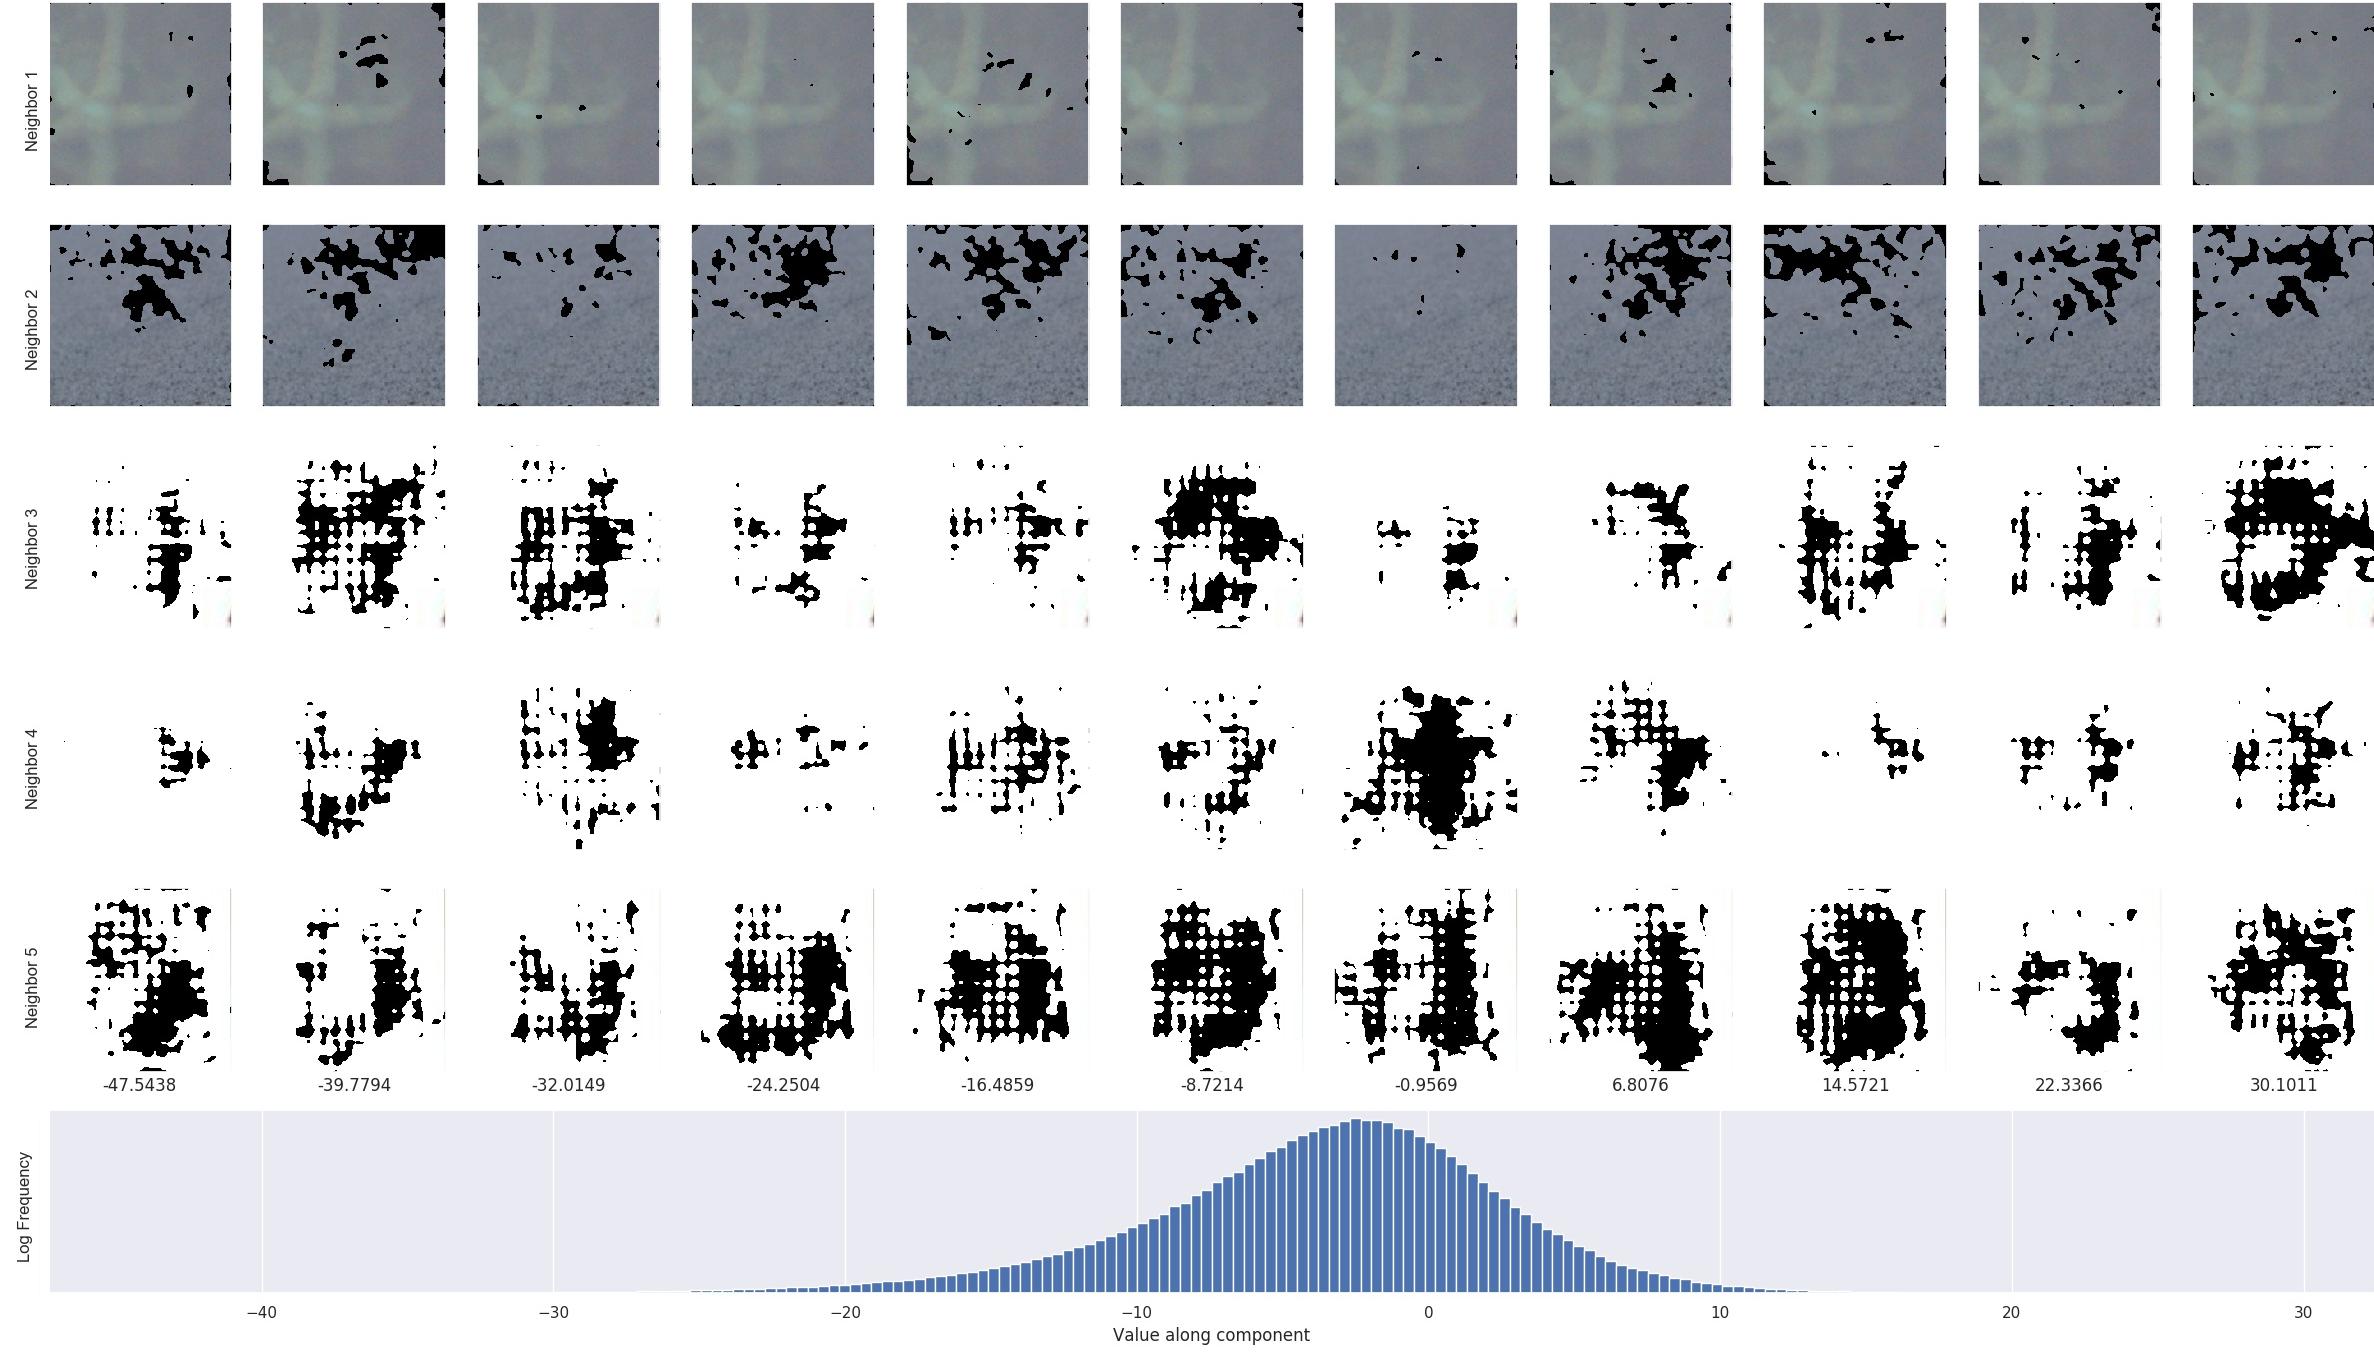 Neighbor 1
Neighbor 2
Neighbor 3
Neighbor 4
Neighbor 5
-47.5438 -39.7794 -32.0149 -24.2504 -16.4859 -8.7214 -0.9569 6.8076 14.5721 22.3366 30.1011
Log Frequency
−40 −30 −20 −10 0 10 20 30
Value along component